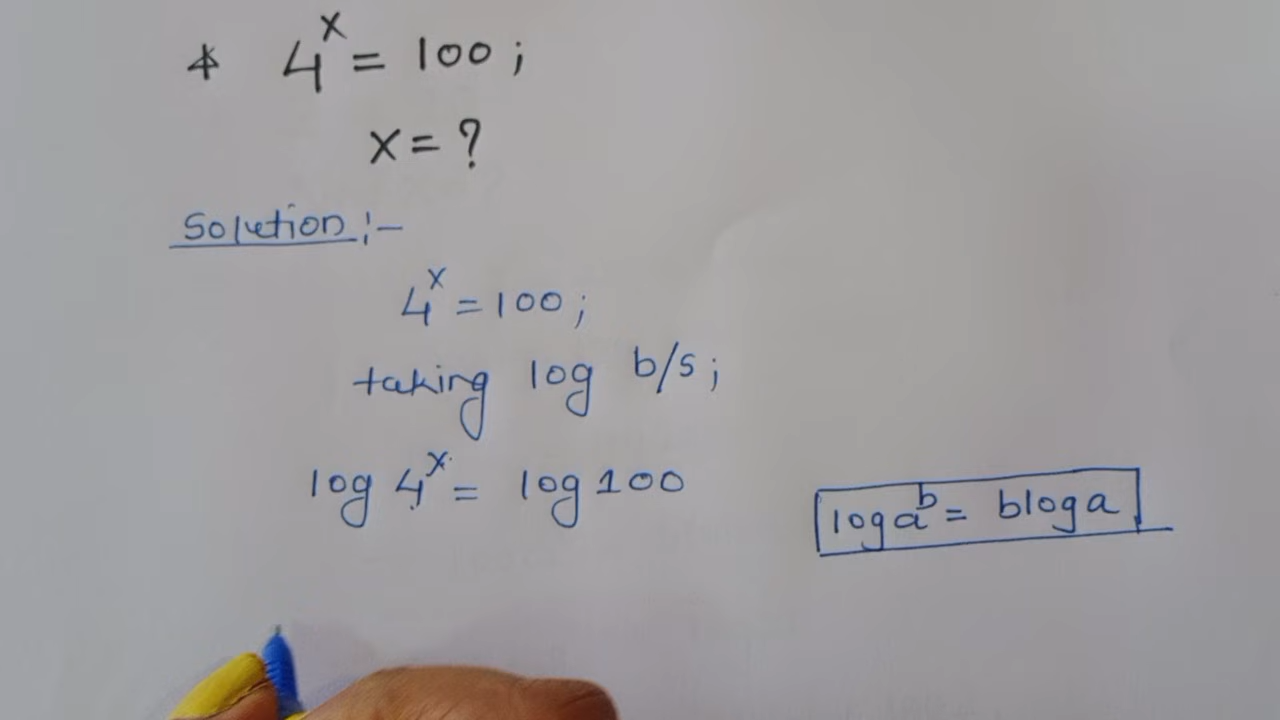 * 4^x = 100 ;
x = ?
Solution :-
4^x = 100 ;
taking log b/s ;
log 4^x = log 100
log a^b = b log a